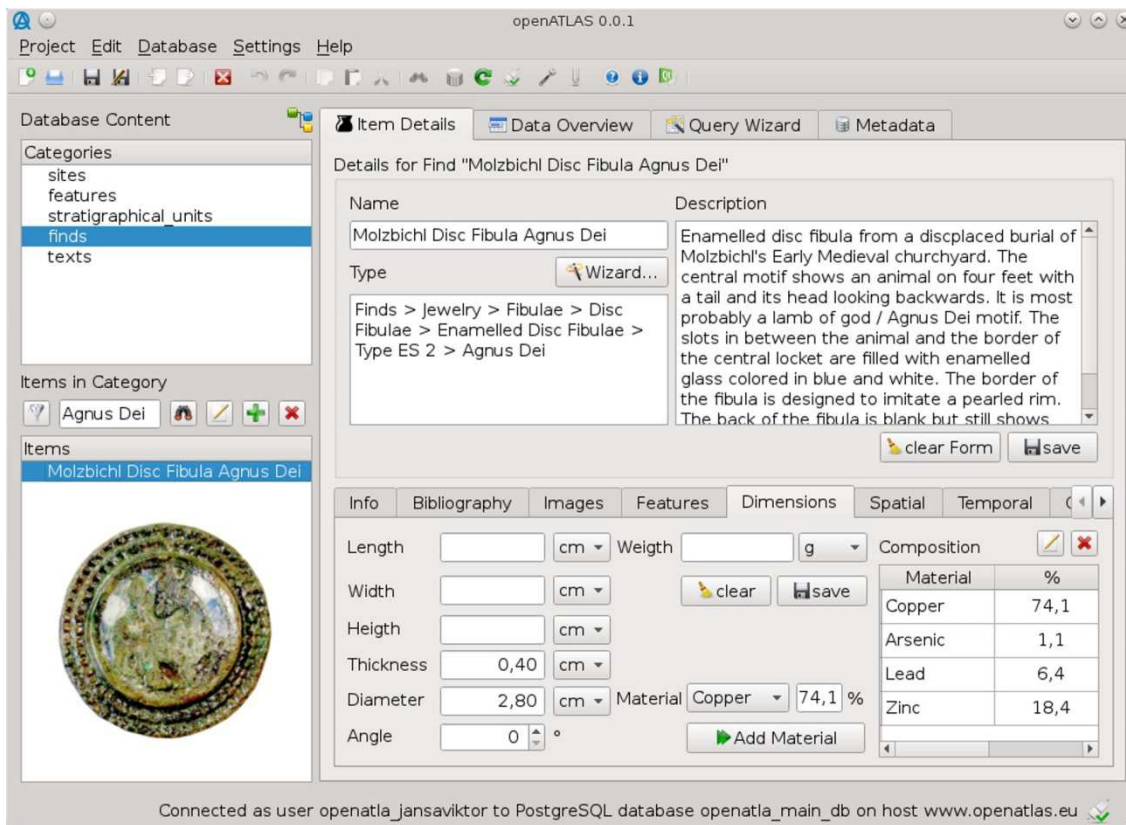 openATLAS 0.0.1
Project Edit Database Settings Help
Database Content
Categories
sites
features
stratigraphical_units
finds
texts
Items in Category
Agnus Dei
Items
Molzbichl Disc Fibula Agnus Dei
Item Details Data Overview Query Wizard Metadata
Details for Find "Molzbichl Disc Fibula Agnus Dei"
Name
Molzbichl Disc Fibula Agnus Dei
Type Wizard...
Finds > Jewelry > Fibulae > Disc
Fibulae > Enamelled Disc Fibulae >
Type ES 2 > Agnus Dei
Description
Enamelled disc fibula from a discplaced burial of
Molzbichl's Early Medieval churchyard. The
central motif shows an animal on four feet with
a tail and its head looking backwards. It is most
probably a lamb of god / Agnus Dei motif. The
slots in between the animal and the border of
the central locket are filled with enamelled
glass colored in blue and white. The border of
the fibula is designed to imitate a pearled rim.
The back of the fibula is blank but still shows
clear Form save
Info Bibliography Images Features Dimensions Spatial Temporal
Length cm
Width cm
Heigth cm
Thickness 0,40 cm
Diameter 2,80 cm
Angle 0 °
Weigth g
clear save
Material Copper 74,1 %
Add Material
Composition
Material %
Copper 74,1
Arsenic 1,1
Lead 6,4
Zinc 18,4
Connected as user openatla_jansaviktor to PostgreSQL database openatla_main_db on host www.openatlas.eu